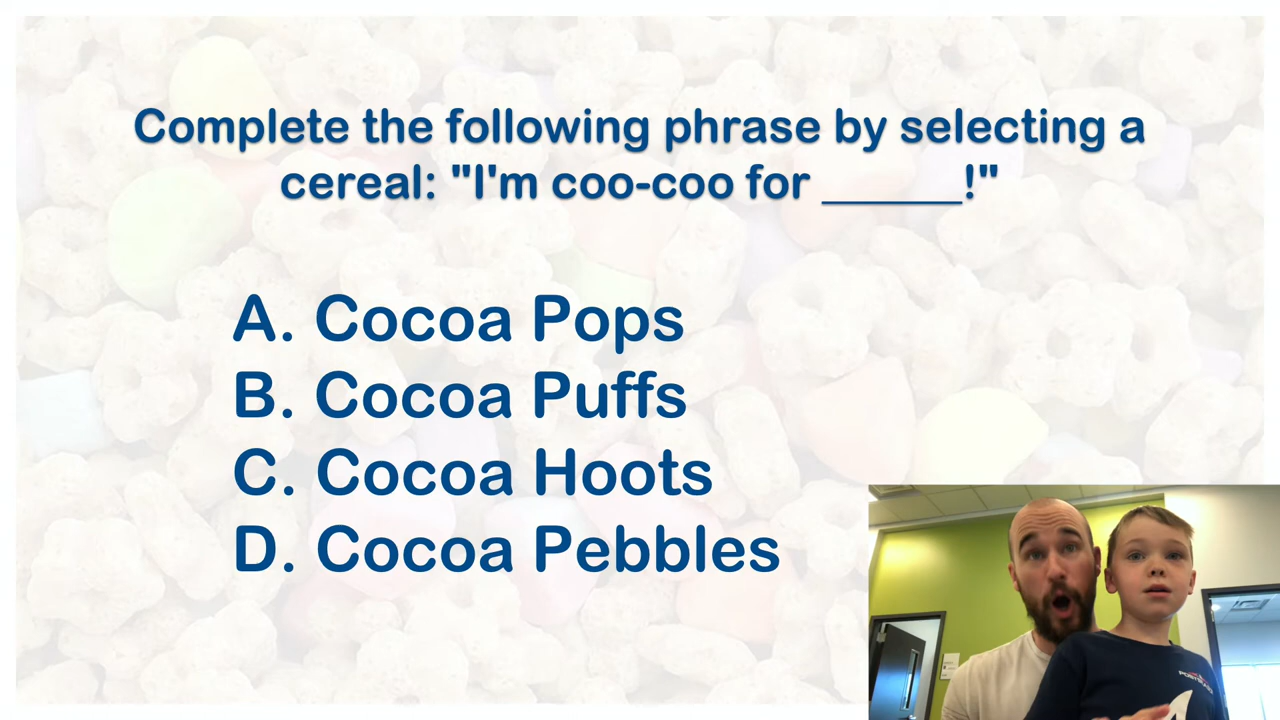 Complete the following phrase by selecting a
cereal: "I'm coo-coo for ______!"
A. Cocoa Pops
B. Cocoa Puffs
C. Cocoa Hoots
D. Cocoa Pebbles